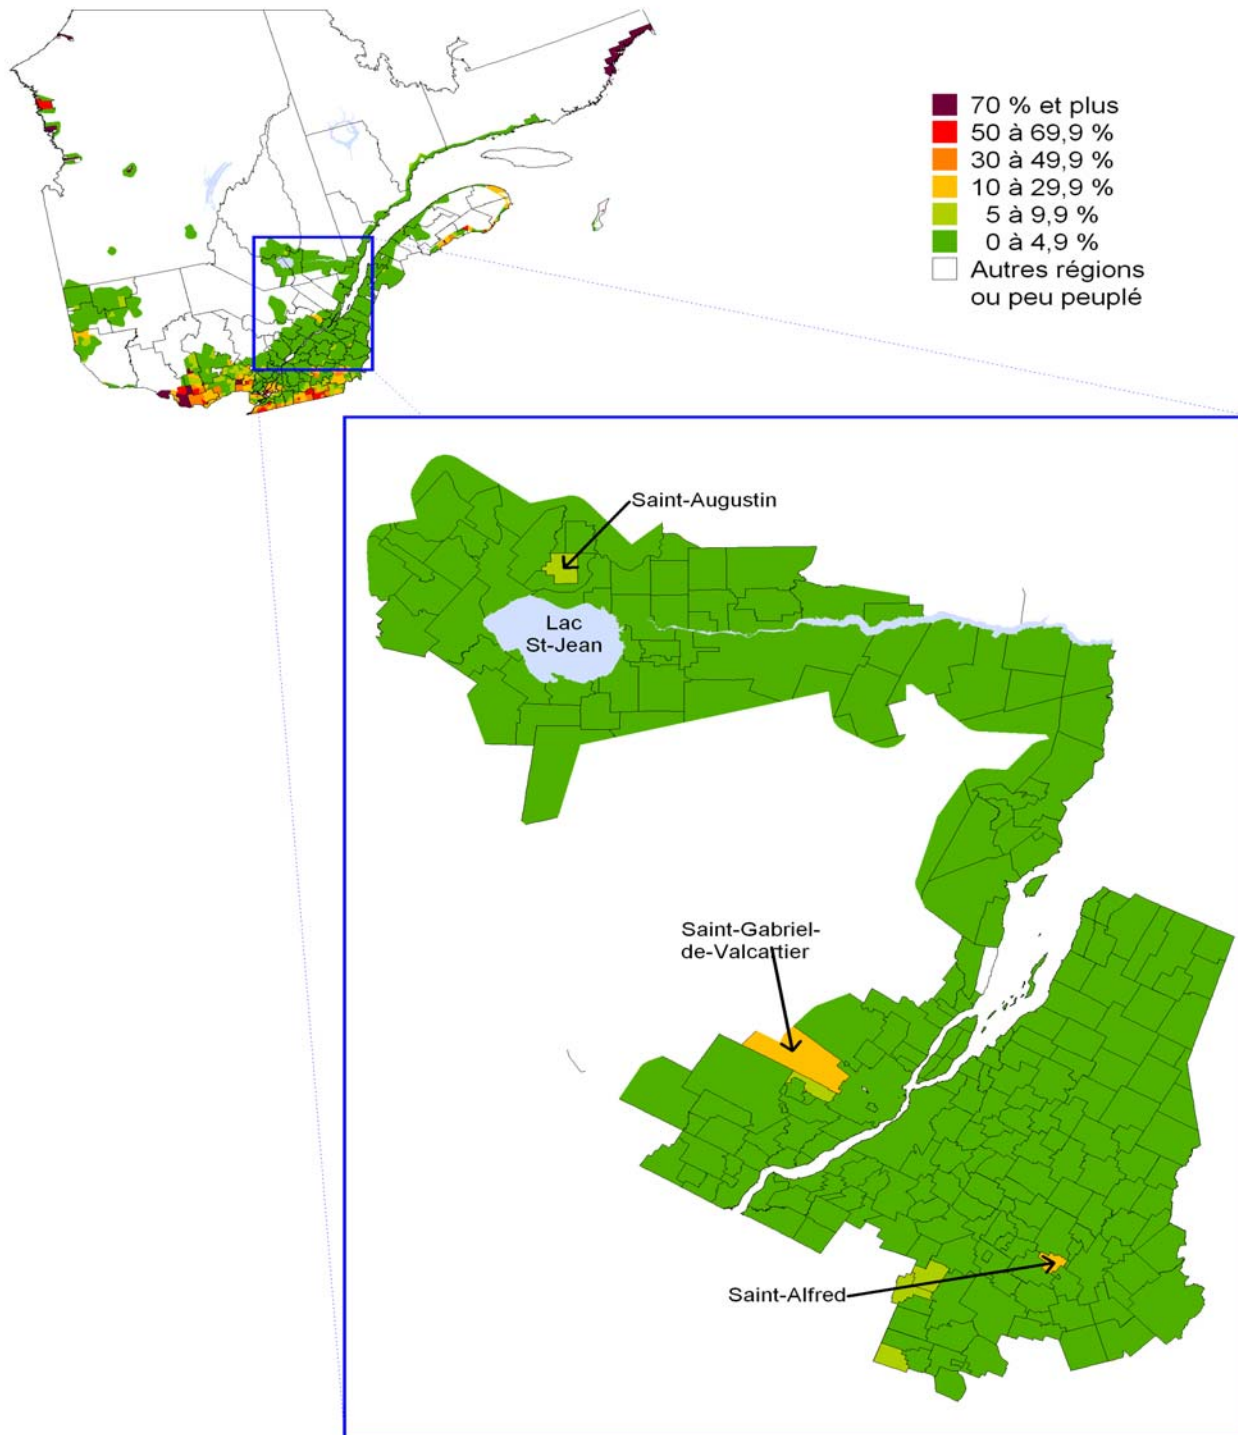 70 % et plus
50 à 69,9 %
30 à 49,9 %
10 à 29,9 %
5 à 9,9 %
0 à 4,9 %
Autres régions
ou peu peuplé
Saint-Augustin
Lac
St-Jean
Saint-Gabriel-
de-Valcartier
Saint-Alfred